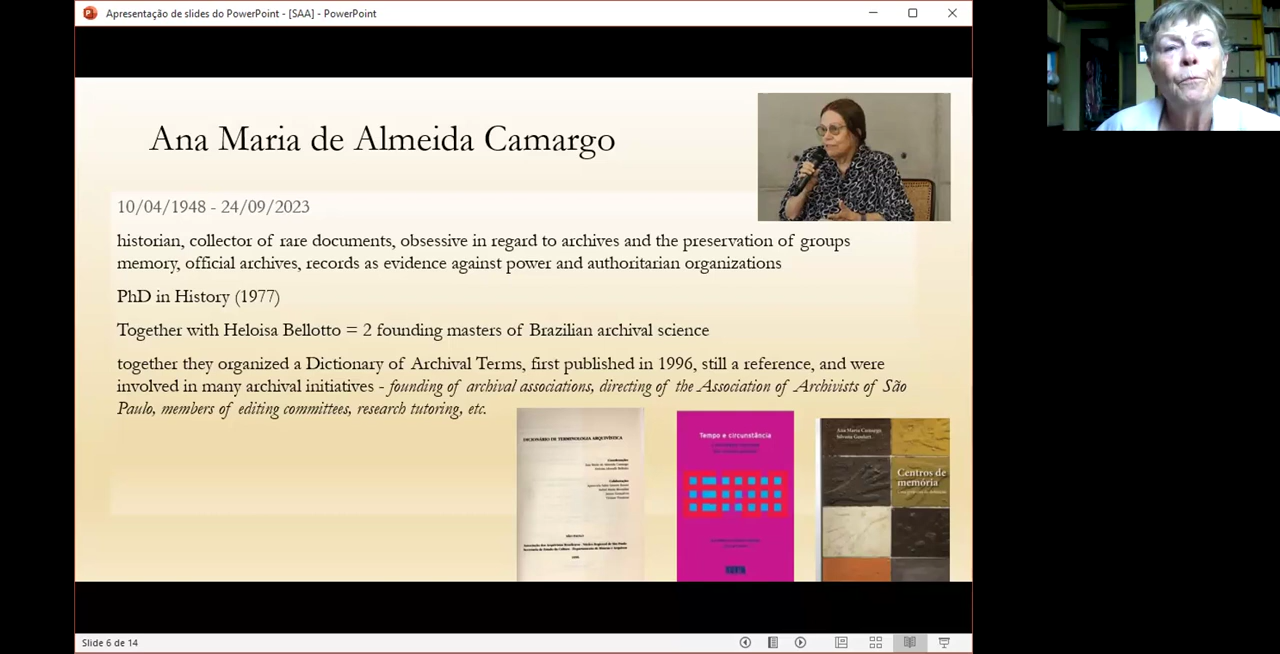 Apresentação de slides do PowerPoint - [SAA] - PowerPoint
Ana Maria de Almeida Camargo
10/04/1948 - 24/09/2023
historian, collector of rare documents, obsessive in regard to archives and the preservation of groups
memory, official archives, records as evidence against power and authoritarian organizations
PhD in History (1977)
Together with Heloisa Bellotto = 2 founding masters of Brazilian archival science
together they organized a Dictionary of Archival Terms, first published in 1996, still a reference, and were
involved in many archival initiatives - founding of archival associations, directing of the Association of Archivists of São
Paulo, members of editing committees, research tutoring, etc.
DICIONÁRIO DE TERMINOLOGIA ARQUIVÍSTICA
Tempo e circunstância
Ana Maria Camargo
Silvana Goulart
Centros de
memória
Slide 6 de 14